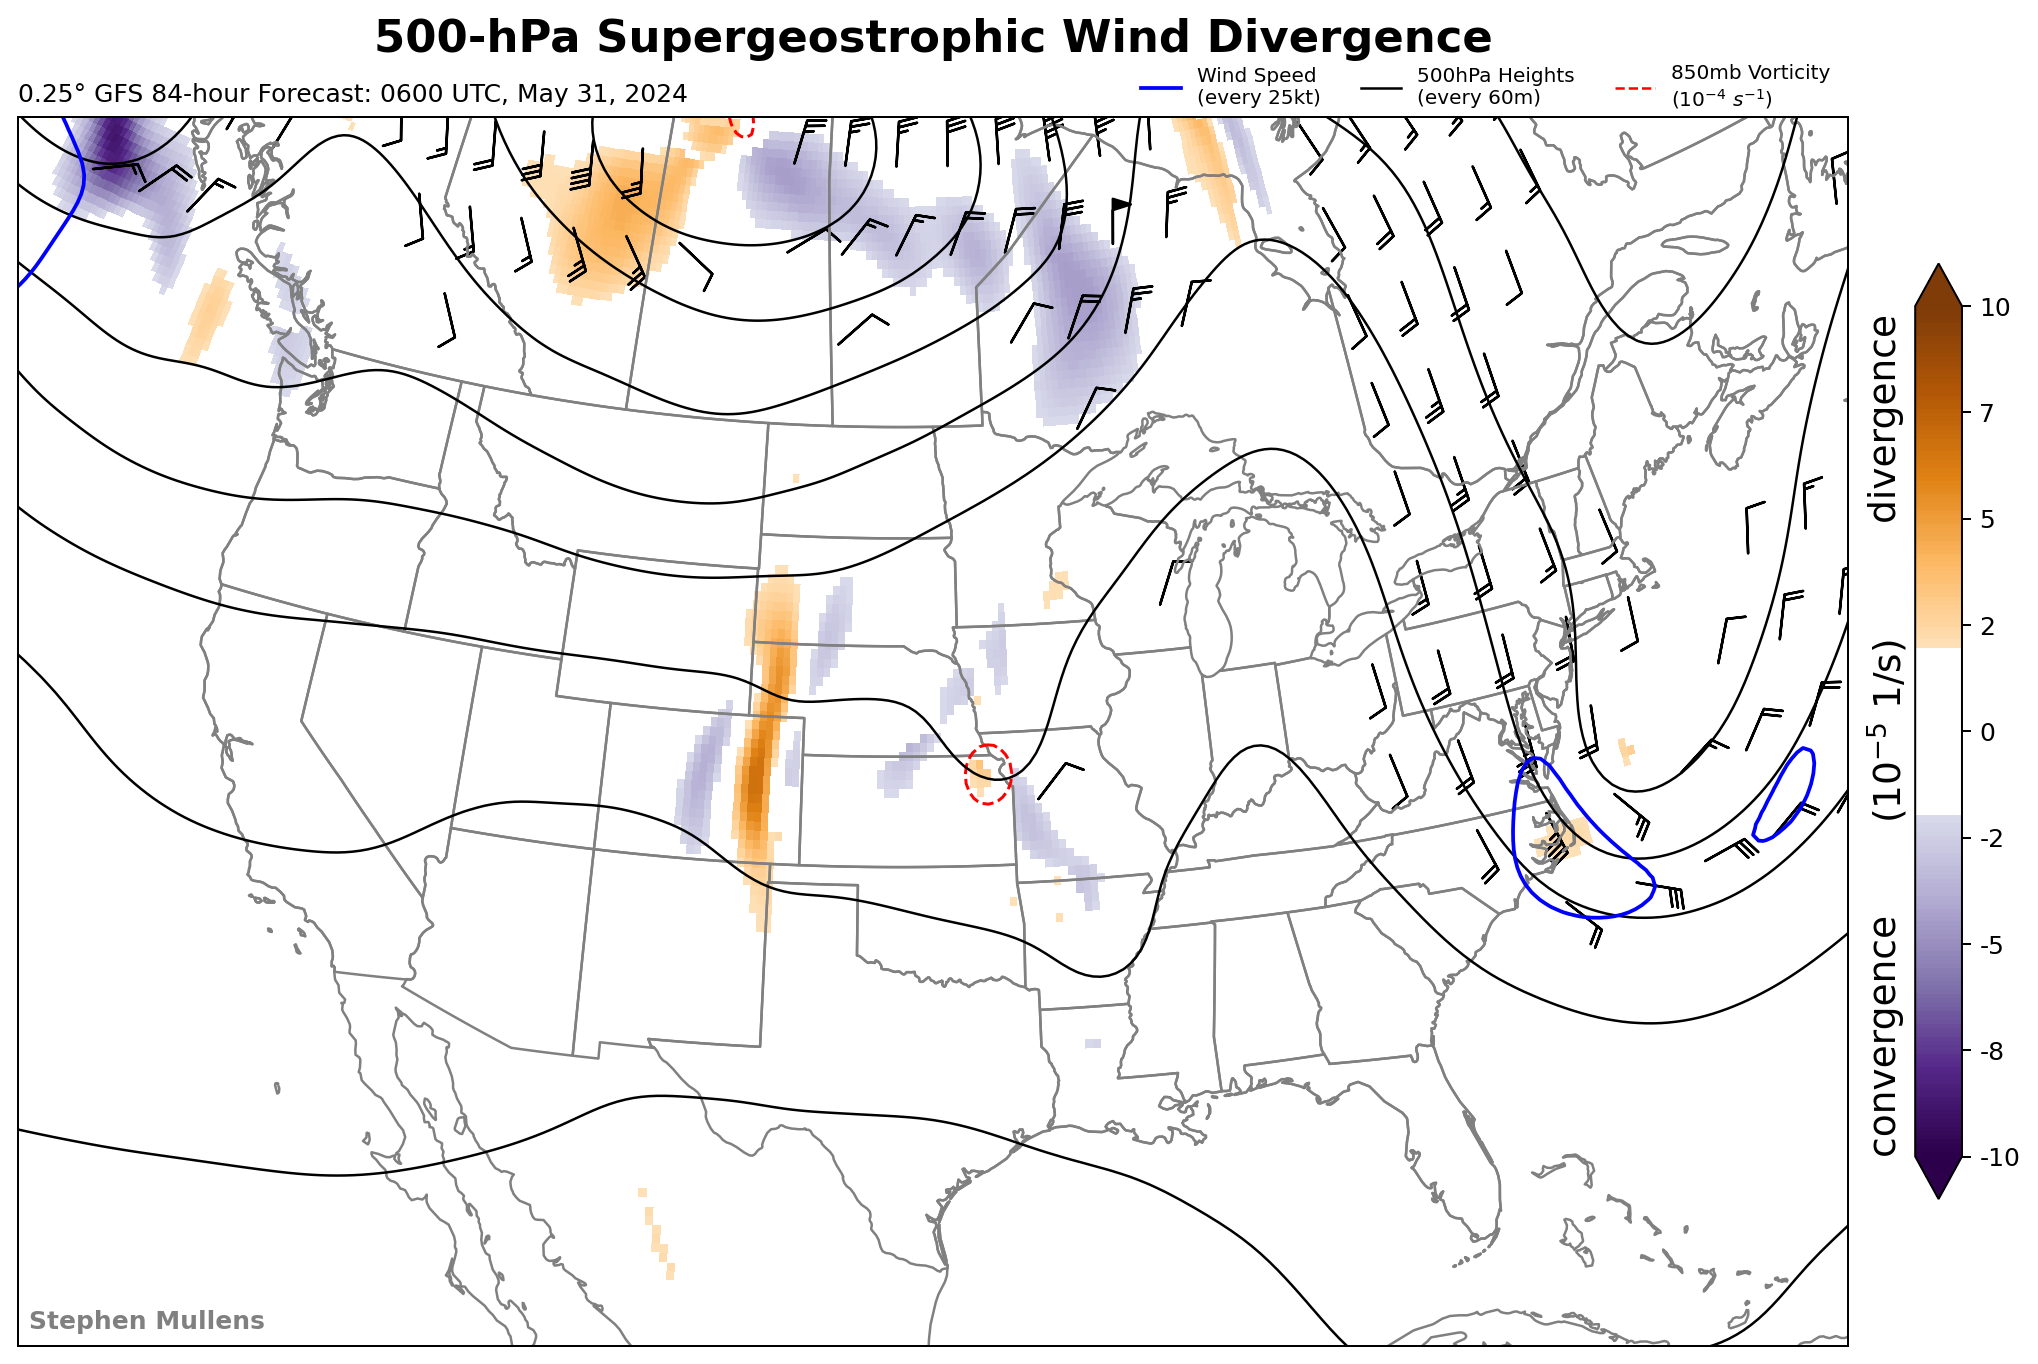 500-hPa Supergeostrophic Wind Divergence
0.25° GFS 84-hour Forecast: 0600 UTC, May 31, 2024
Wind Speed
(every 25kt)
500hPa Heights
(every 60m)
850mb Vorticity
(10⁻⁴ s⁻¹)
10
7
5
2
0
-2
-5
-8
-10
convergence (10⁻⁵ 1/s) divergence
Stephen Mullens